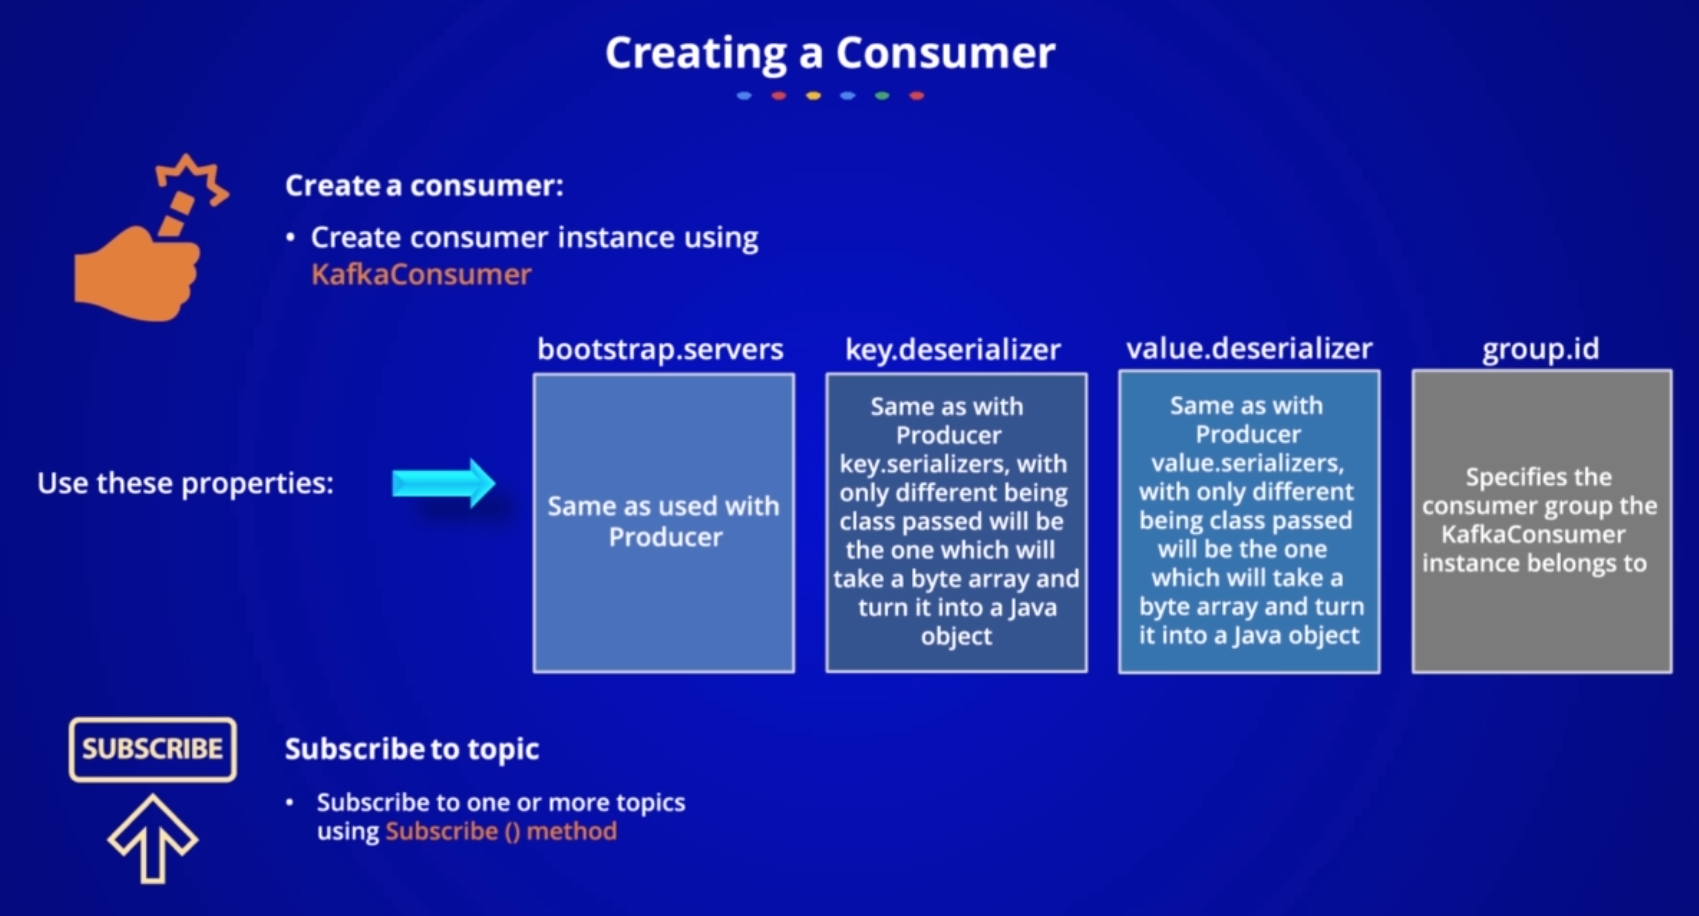 Creating a Consumer
Create a consumer:
• Create consumer instance using
KafkaConsumer
Use these properties:
bootstrap.servers
Same as used with
Producer
key.deserializer
Same as with
Producer
key.serializers, with
only different being
class passed will be
the one which will
take a byte array and
turn it into a Java
object
value.deserializer
Same as with
Producer
value.serializers,
with only different
being class passed
will be the one
which will take a
byte array and turn
it into a Java object
group.id
Specifies the
consumer group the
KafkaConsumer
instance belongs to
SUBSCRIBE
Subscribe to topic
• Subscribe to one or more topics
using Subscribe () method